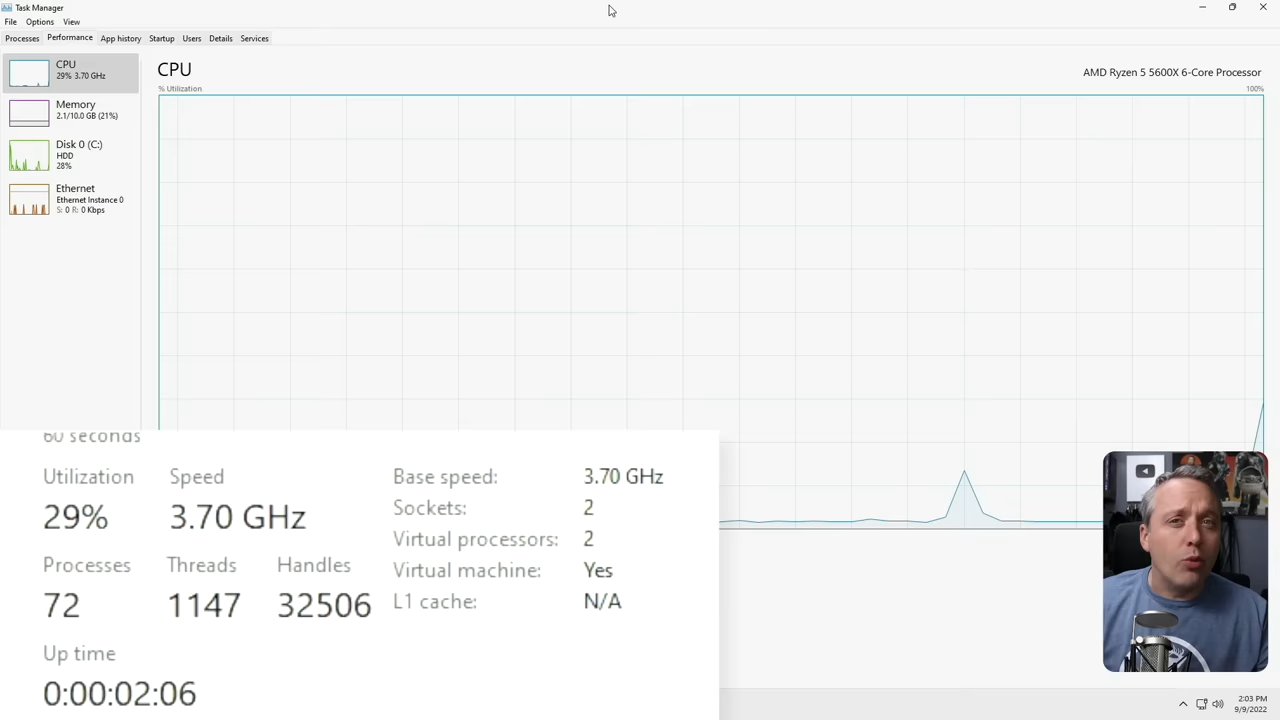 Task Manager
File Options View
Processes Performance App history Startup Users Details Services
CPU
29% 3.70 GHz
Memory
2.1/10.0 GB (21%)
Disk 0 (C:)
HDD
28%
Ethernet
Ethernet Instance 0
S: 0 R: 0 Kbps
CPU
AMD Ryzen 5 5600X 6-Core Processor
% Utilization
100%
60 seconds
Utilization Speed
29% 3.70 GHz
Processes Threads Handles
72 1147 32506
Up time
0:00:02:06
Base speed: 3.70 GHz
Sockets: 2
Virtual processors: 2
Virtual machine: Yes
L1 cache: N/A
2:03 PM
9/9/2022